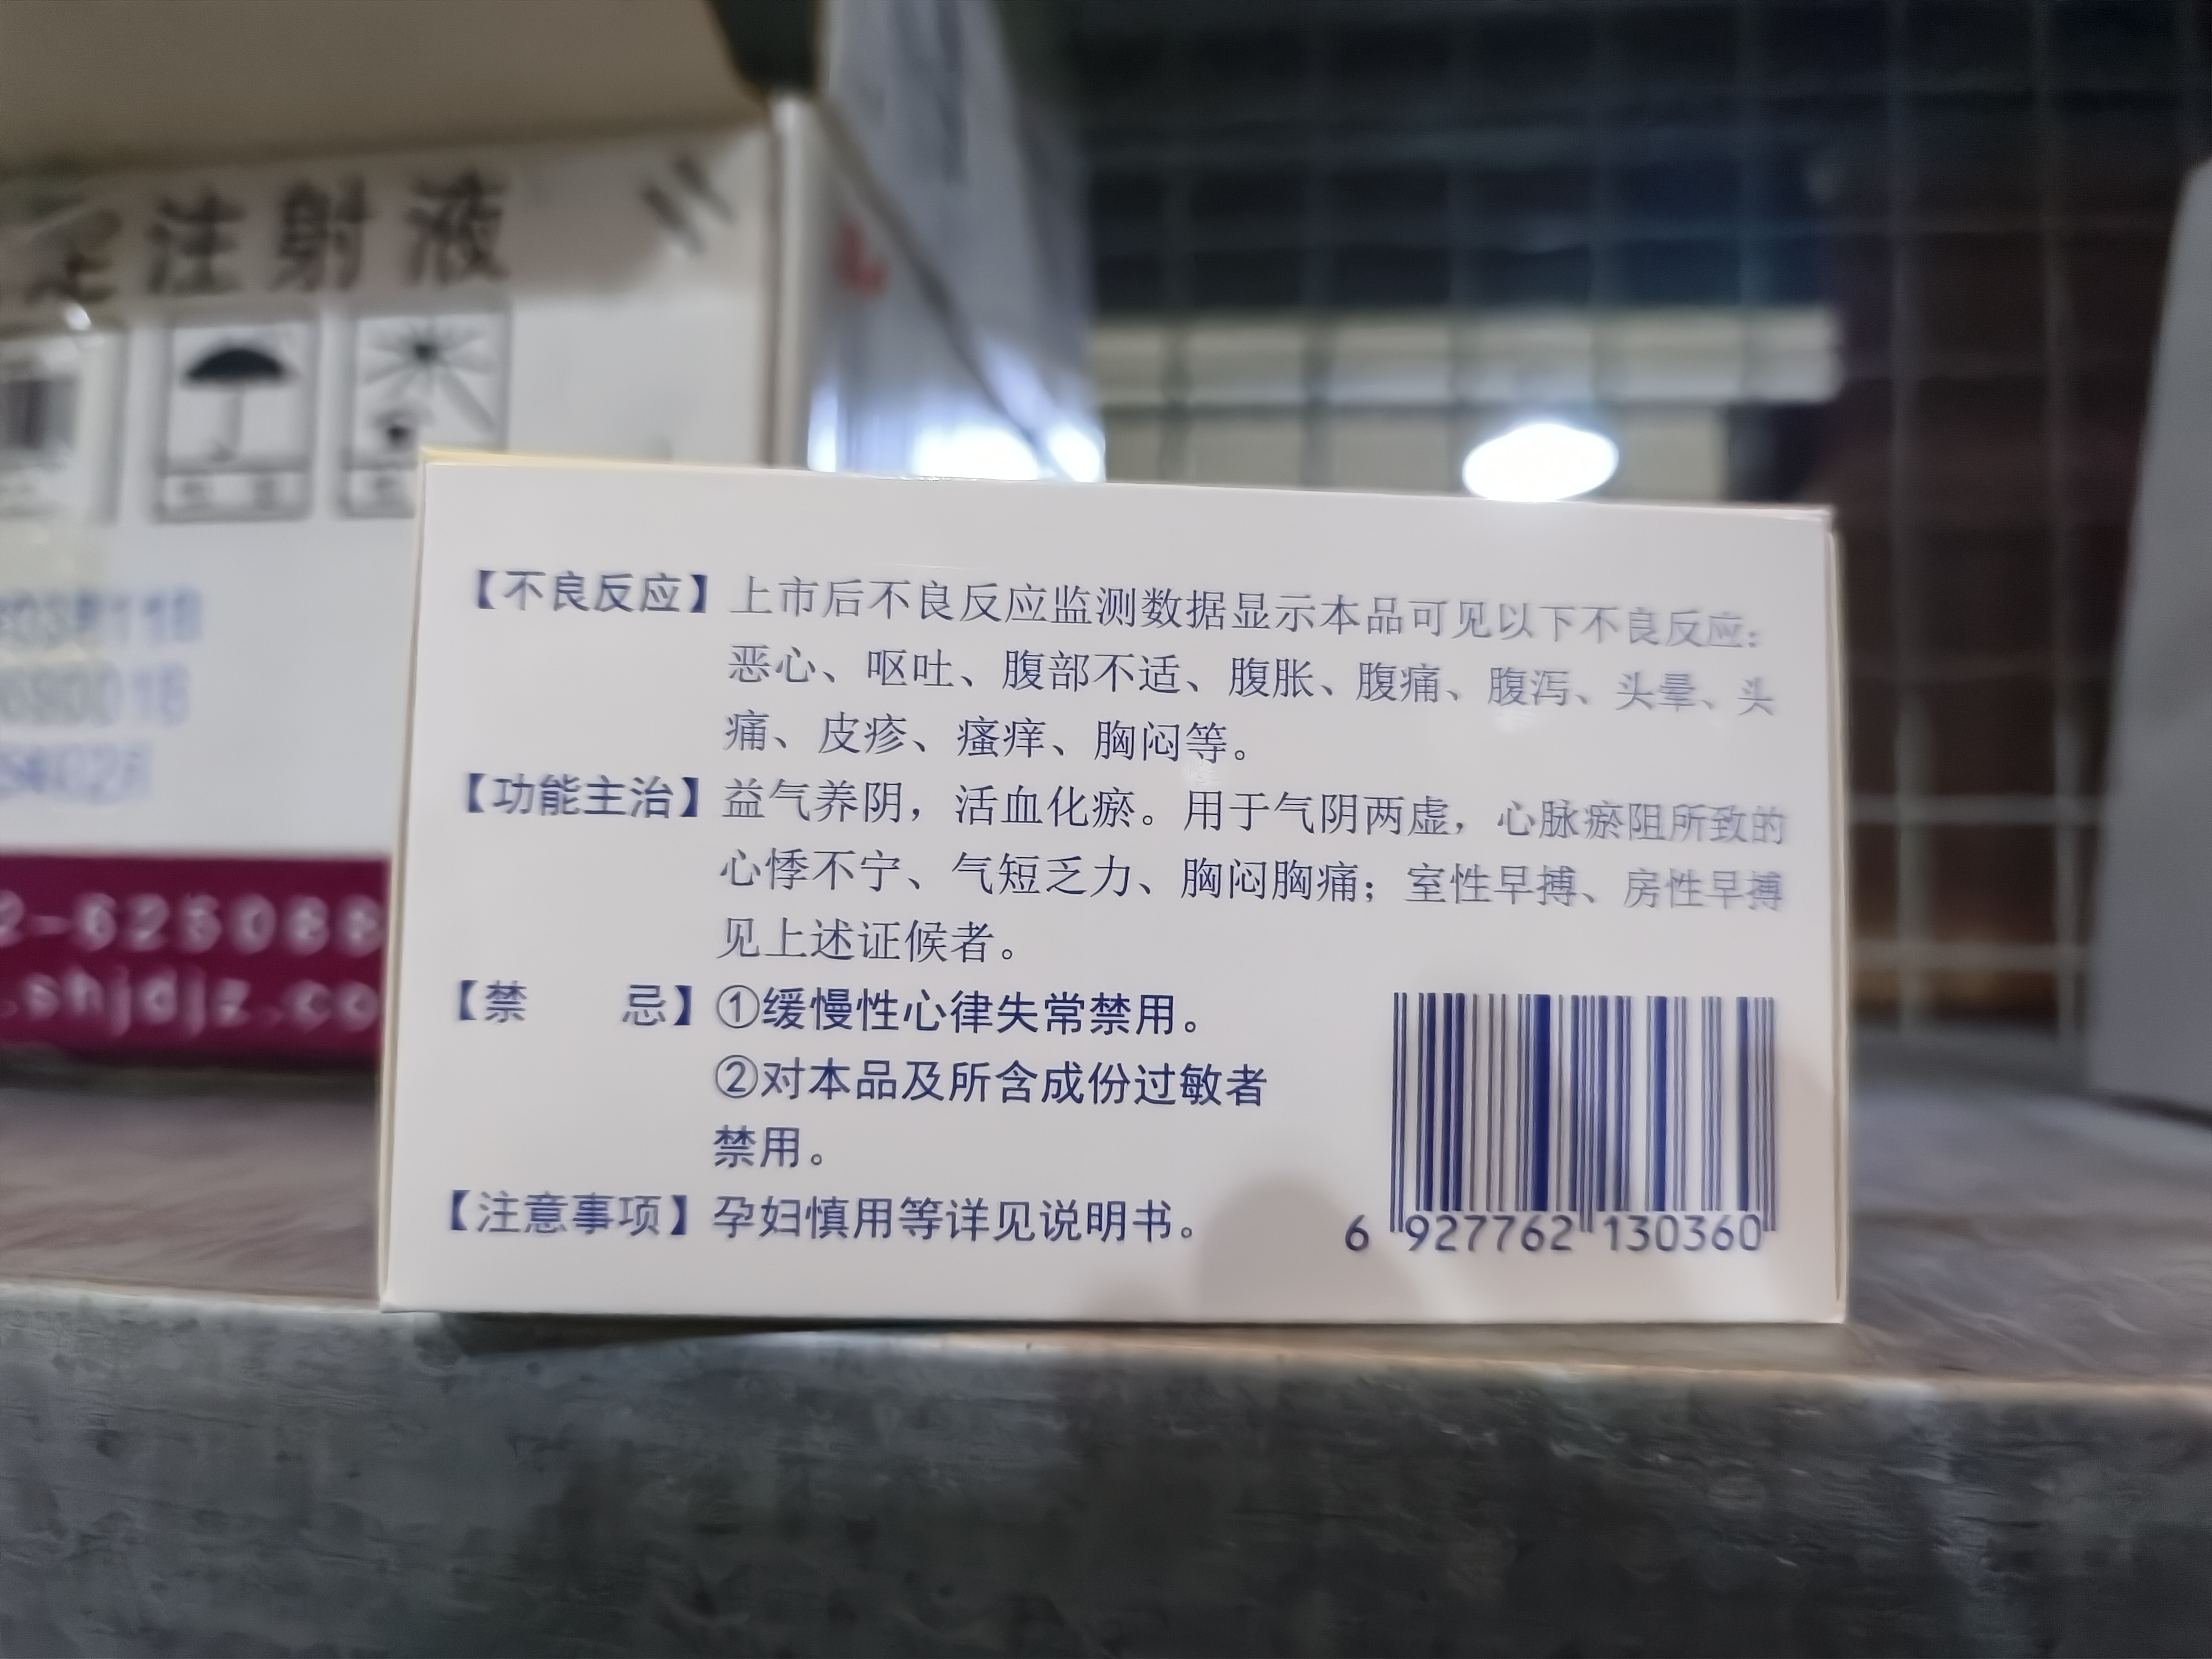 注射液
【不良反应】上市后不良反应监测数据显示本品可见以下不良反应:
恶心、呕吐、腹部不适、腹胀、腹痛、腹泻、头晕、头
痛、皮疹、瘙痒、胸闷等。
【功能主治】益气养阴，活血化瘀。用于气阴两虚，心脉瘀阻所致的
心悸不宁、气短乏力、胸闷胸痛；室性早搏、房性早搏
见上述证候者。
【禁 忌】①缓慢性心律失常禁用。
②对本品及所含成份过敏者
禁用。
【注意事项】孕妇慎用等详见说明书。
6 927762 130360
.shjdjz.co